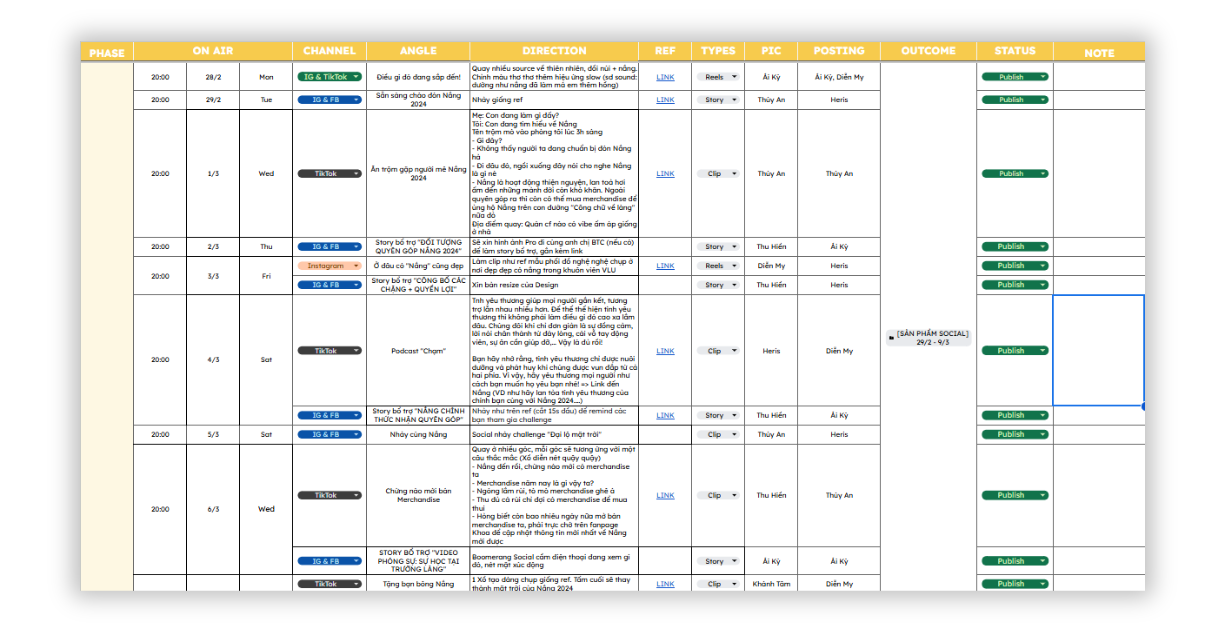 PHASE ON AIR CHANNEL ANGLE DIRECTION REF TYPES PIC POSTING OUTCOME STATUS NOTE
20:00 28/2 Mon IG & TikTok Điều gì đó đang sắp đến!
Quay nhiều source về thiên nhiên, đồi núi + nắng.
Chỉnh màu thơ thơ thêm hiệu ứng slow (sd sound:
dường như nắng đã làm má em thêm hồng)
LINK Reels Ái Kỳ Ái Kỳ, Diễn My Publish
20:00 29/2 Tue IG & FB
Sẵn sàng chào đón Nắng
2024
Nhảy giống ref
LINK Story Thúy An Heris Publish
20:00 1/3 Wed TikTok
Ăn trộm gặp người mê Nắng
2024
Mẹ: Con đang làm gì đấy?
Tôi: Con đang tìm hiểu về Nắng
Tên trộm mò vào phòng tôi lúc 3h sáng
- Gì đây?
- Không thấy người ta đang chuẩn bị đón Nắng
hả
- Đi đâu đó, ngồi xuống đây nói cho nghe Nắng
là gì nè
- Nắng là hoạt động thiện nguyện, lan toả hơi
ấm đến những mảnh đời còn khó khăn. Ngoài
quyên góp ra thì còn có thể mua merchandise để
ủng hộ Nắng trên con đường "Cõng chữ về làng"
nữa đó
Địa điểm quay: Quán cf nào có vibe ấm áp giống
ở nhà
LINK Clip Thúy An Thúy An Publish
20:00 2/3 Thu IG & FB
Story bổ trợ "ĐỐI TƯỢNG
QUYÊN GÓP NẮNG 2024"
Sẽ xin hình ảnh Pro đi cùng anh chị BTC (nếu có)
để làm story bổ trợ, gắn kèm link
Story Thu Hiền Ái Kỳ Publish
20:00 3/3 Fri Instagram Ở đâu có "Nắng" cũng đẹp
Làm clip như ref mẫu phối đồ nghệ nghệ chụp ở
nơi đẹp đẹp có nắng trong khuôn viên VLU
LINK Reels Diễn My Heris Publish
IG & FB
Story bổ trợ "CÔNG BỐ CÁC
CHẶNG + QUYỀN LỢI"
Xin bản resize của Design
Story Thu Hiền Heris Publish
20:00 4/3 Sat TikTok Podcast "Chạm"
Tnh yêu thương giúp mọi người gắn kết, tương
trợ lẫn nhau nhiều hơn. Để thể thể hiện tình yêu
thương thì không phải làm điều gì đó cao xa lắm
đâu. Chúng đôi khi chỉ đơn giản là sự đồng cảm,
lời nói chân thành từ đáy lòng, cái vỗ tay động
viên, sự ân cần giúp đỡ,... Vậy là đủ rồi!
Bạn hãy nhớ rằng, tình yêu thương chỉ được nuôi
dưỡng và phát huy khi chúng được vun đắp từ cả
hai phía. Vì vậy, hãy yêu thương mọi người như
cách bạn muốn họ yêu bạn nhé! => Link đến
Nắng (VD như hãy lan tỏa tình yêu thương của
chính bạn cùng với Nắng 2024....)
LINK Clip Heris Diễn My
[SẢN PHẨM SOCIAL]
29/2 - 9/3
Publish
IG & FB
Story bổ trợ "NẮNG CHÍNH
THỨC NHẬN QUYÊN GÓP"
Nhảy như trên ref (cắt 15s đầu) để remind các
bạn tham gia challenge
LINK Story Thu Hiền Ái Kỳ Publish
20:00 5/3 Sat IG & FB Nhảy cùng Nắng Social nhảy challenge "Đại lộ mặt trời" Clip Thúy An Heris Publish
20:00 6/3 Wed TikTok
Chừng nào mới bán
Merchandise
Quay ở nhiều góc, mỗi góc sẽ tương ứng với một
câu thắc mắc (Xổ diễn nét quậy quậy)
- Nắng đến rồi, chừng nào mới có merchandise
ta
- Merchandise năm nay là gì vậy ta?
- Ngóng lắm rùi, tò mò merchandise ghê á
- Thu đủ cả rùi chỉ đợi có merchandise để mua
thui
- Hỏng biết còn bao nhiêu ngày nữa mở bán
merchandise ta, phải trực chờ trên fanpage
Khoa để cập nhật thông tin mới nhất về Nắng
mới được
LINK Clip Thu Hiền Thúy An Publish
IG & FB
STORY BỔ TRỢ "VIDEO
PHÓNG SỰ: SỰ HỌC TẠI
TRƯỜNG LÀNG"
Boomerang Social cầm điện thoại đang xem gì
đó, nét mặt xúc động
Story Ái Kỳ Ái Kỳ Publish
TikTok Tặng bạn bông Nắng
1 Xổ tạo dáng chụp giống ref. Tấm cuối sẽ thay
thành mặt trời của Nắng 2024
LINK Clip Khánh Tâm Diễn My Publish